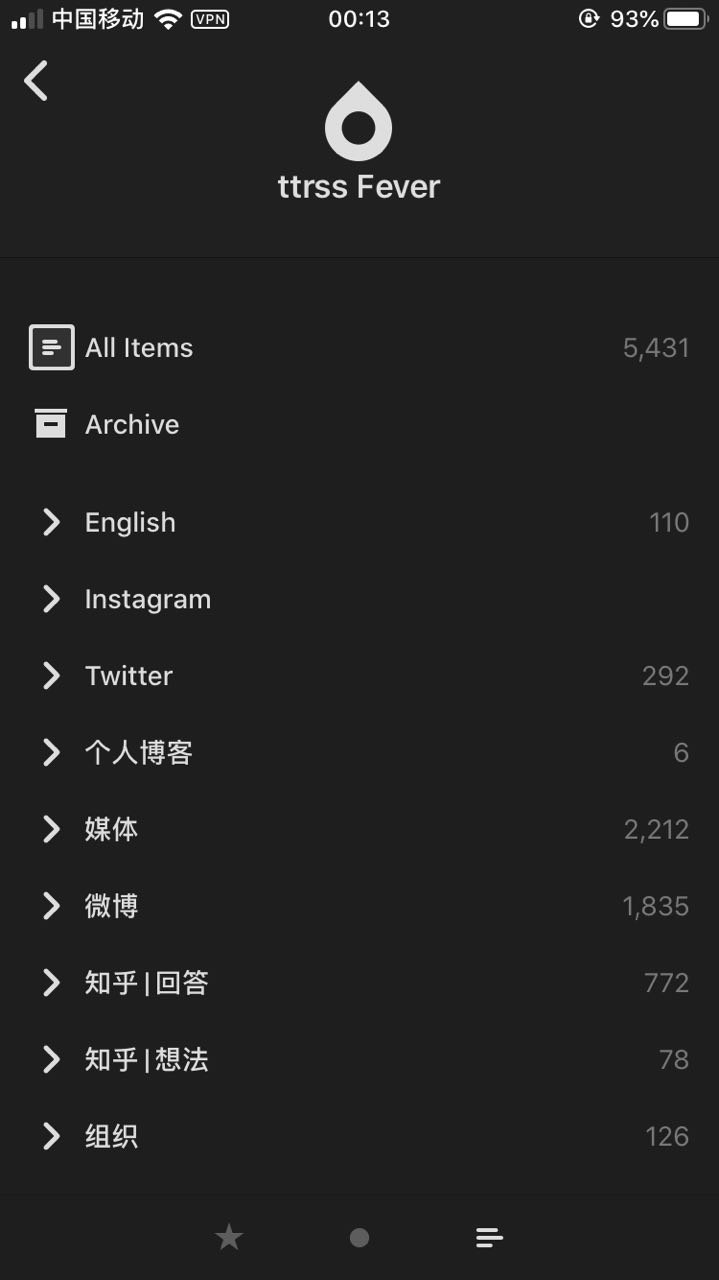 中国移动 VPN 00:13 93%
ttrss Fever
All Items 5,431
Archive
English 110
Instagram
Twitter 292
个人博客 6
媒体 2,212
微博 1,835
知乎|回答 772
知乎|想法 78
组织 126